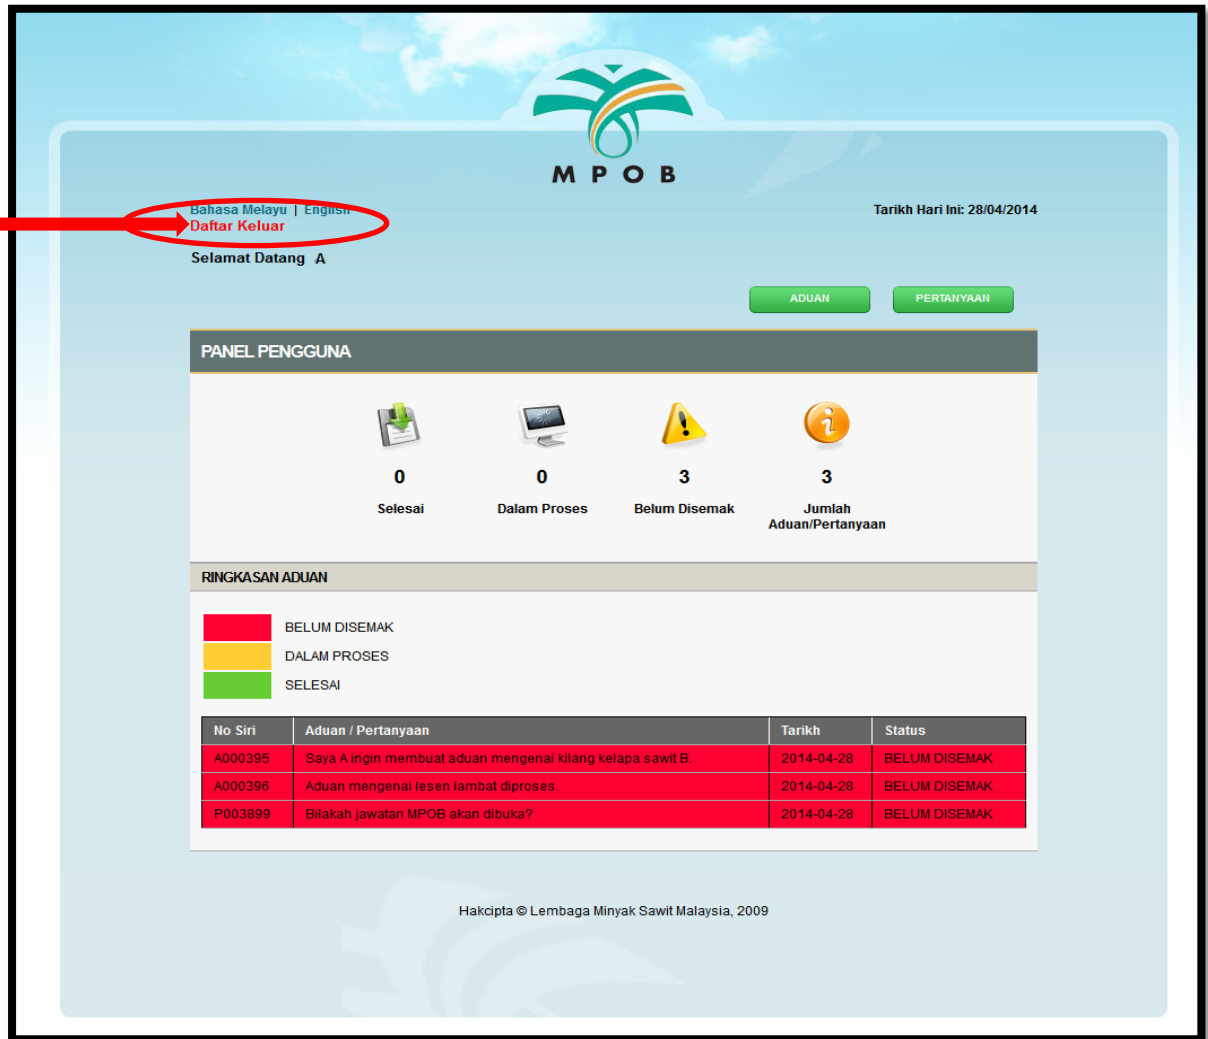 MPOB
Bahasa Melayu | English
Daftar Keluar
Tarikh Hari Ini: 28/04/2014
Selamat Datang A
ADUAN PERTANYAAN
PANEL PENGGUNA
0 0 3 3
Selesai Dalam Proses Belum Disemak Jumlah
Aduan/Pertanyaan
RINGKASAN ADUAN
BELUM DISEMAK
DALAM PROSES
SELESAI
No Siri Aduan / Pertanyaan Tarikh Status
A000395 Saya A ingin membuat aduan mengenai kilang kelapa sawit B. 2014-04-28 BELUM DISEMAK
A000396 Aduan mengenai lesen lambat diproses. 2014-04-28 BELUM DISEMAK
P003899 Bilakah jawatan MPOB akan dibuka? 2014-04-28 BELUM DISEMAK
Hakcipta © Lembaga Minyak Sawit Malaysia, 2009